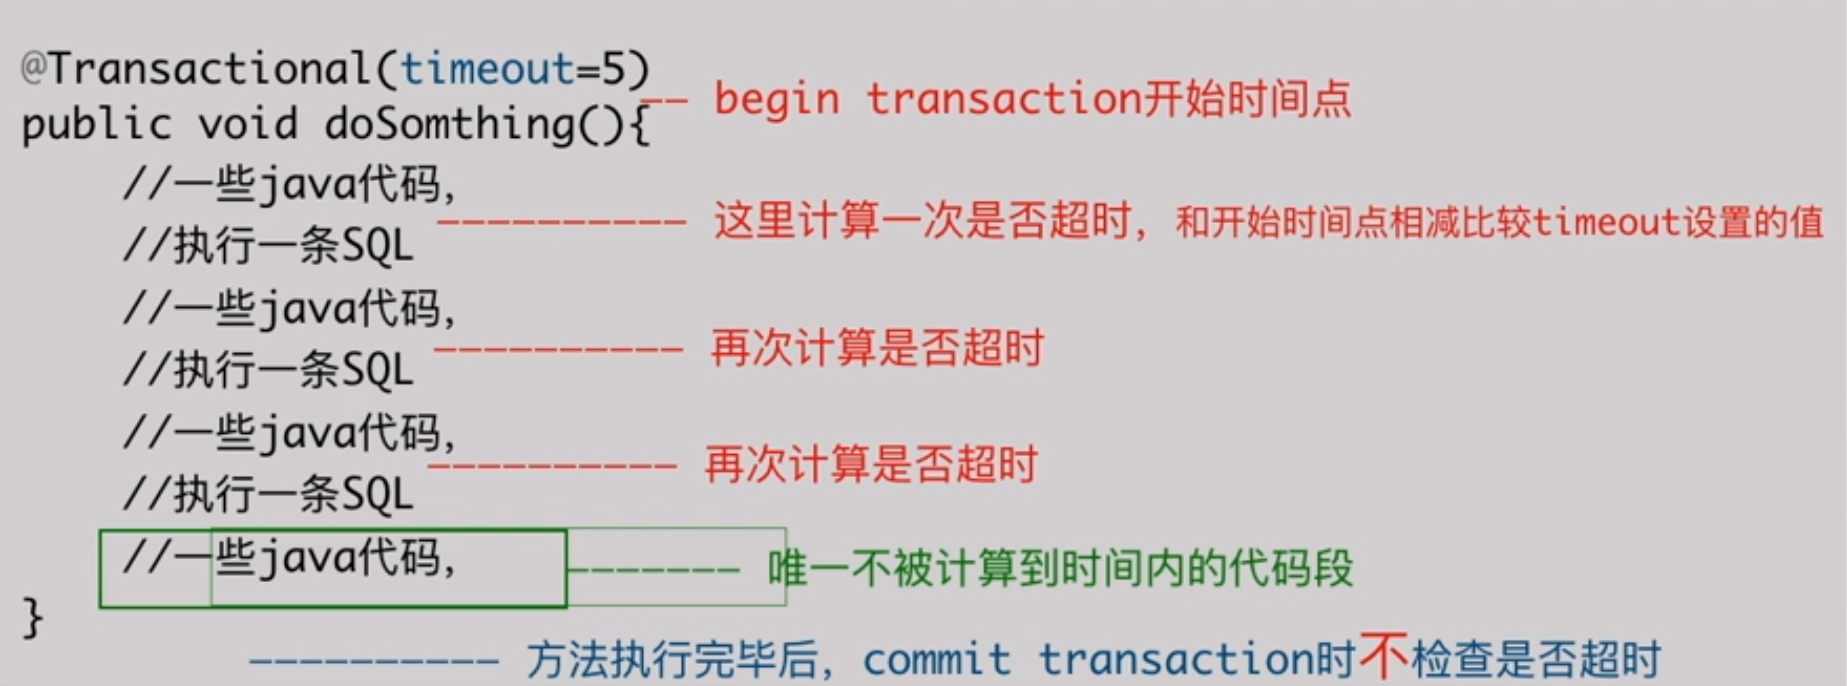 @Transactional(timeout=5)
—— begin transaction开始时间点
public void doSomthing(){
//一些java代码,
—————————— 这里计算一次是否超时, 和开始时间点相减比较timeout设置的值
//执行一条SQL
//一些java代码,
—————————— 再次计算是否超时
//执行一条SQL
//一些java代码,
—————————— 再次计算是否超时
//执行一条SQL
//一些java代码, ——————— 唯一不被计算到时间内的代码段
}
—————————— 方法执行完毕后, commit transaction时不检查是否超时